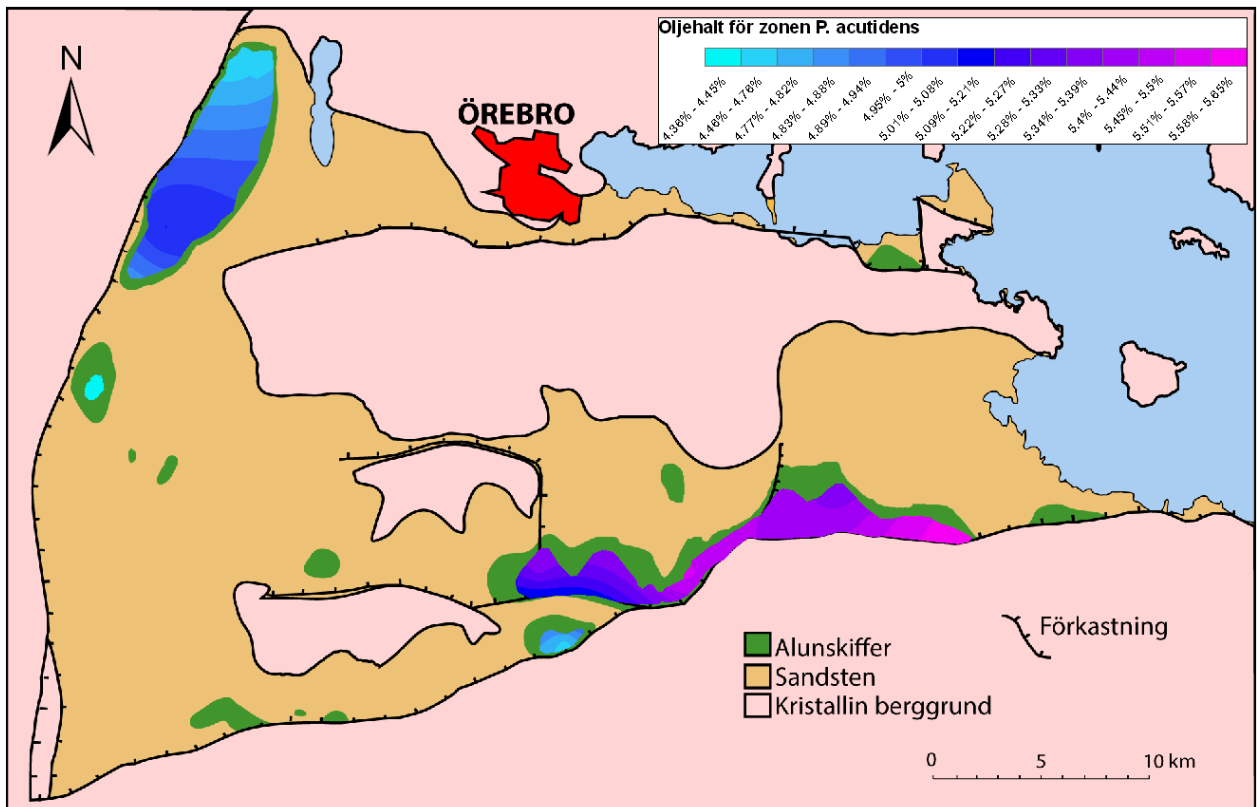 Oljehalt för zonen P. acutidens
4.36% - 4.45%
4.46% - 4.76%
4.77% - 4.82%
4.83% - 4.88%
4.89% - 4.94%
4.95% - 5%
5.01% - 5.08%
5.09% - 5.21%
5.22% - 5.27%
5.28% - 5.33%
5.34% - 5.39%
5.4% - 5.44%
5.45% - 5.5%
5.51% - 5.57%
5.58% - 5.65%
N
ÖREBRO
Förkastning
Alunskiffer
Sandsten
Kristallin berggrund
0 5 10 km